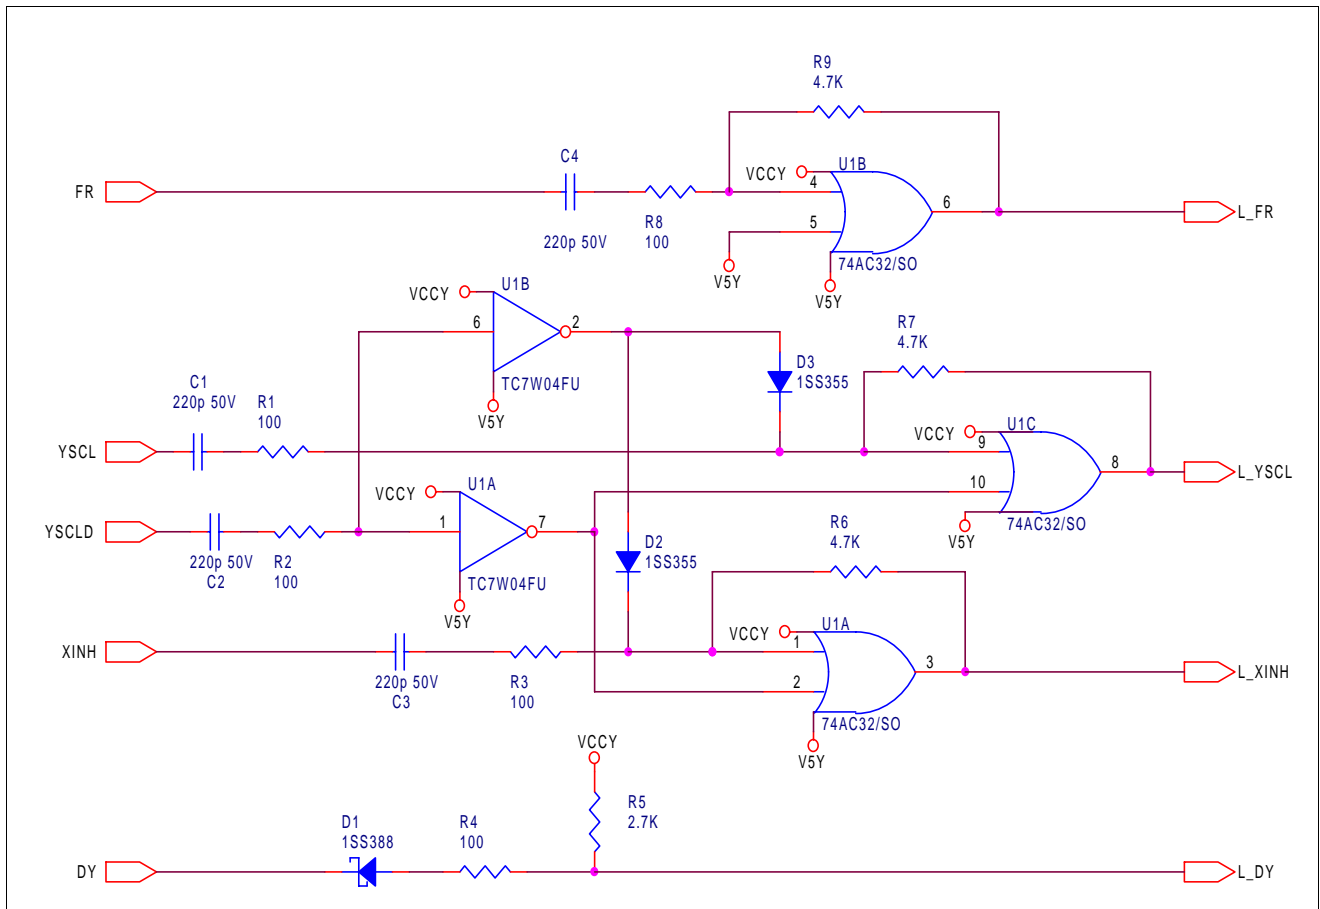 R9
4.7K
C4
VCCY
U1B
4
FR
6
L_FR
R8
5
220p 50V
100
V5Y
74AC32/SO
V5Y
U1B
VCCY
6
2
R7
4.7K
D3
1SS355
TC7W04FU
C1
220p 50V
R1
100
V5Y
VCCY
U1C
9
YSCL
8
L_YSCL
U1A
VCCY
10
1
7
YSCLD
R6
4.7K
74AC32/SO
V5Y
D2
1SS355
220p 50V
C2
R2
100
TC7W04FU
V5Y
VCCY
U1A
1
XINH
3
L_XINH
220p 50V
C3
R3
100
2
74AC32/SO
V5Y
VCCY
R5
2.7K
D1
1SS388
R4
100
DY
L_DY